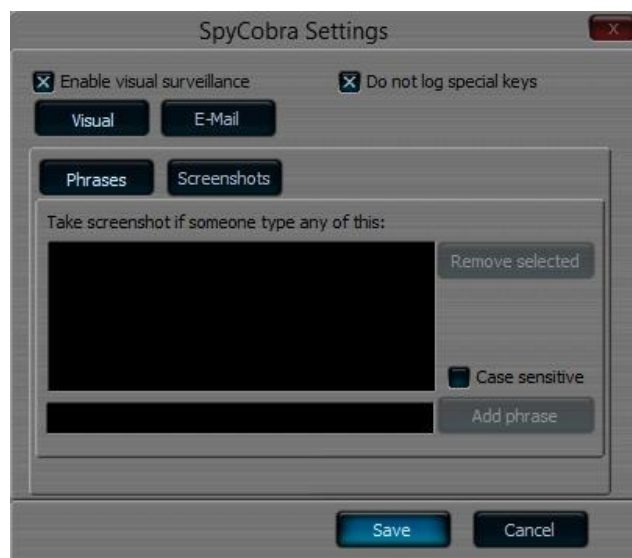 SpyCobra Settings
X
Enable visual surveillance
Do not log special keys
Visual
E-Mail
Phrases
Screenshots
Take screenshot if someone type any of this:
Remove selected
Case sensitive
Add phrase
Save
Cancel